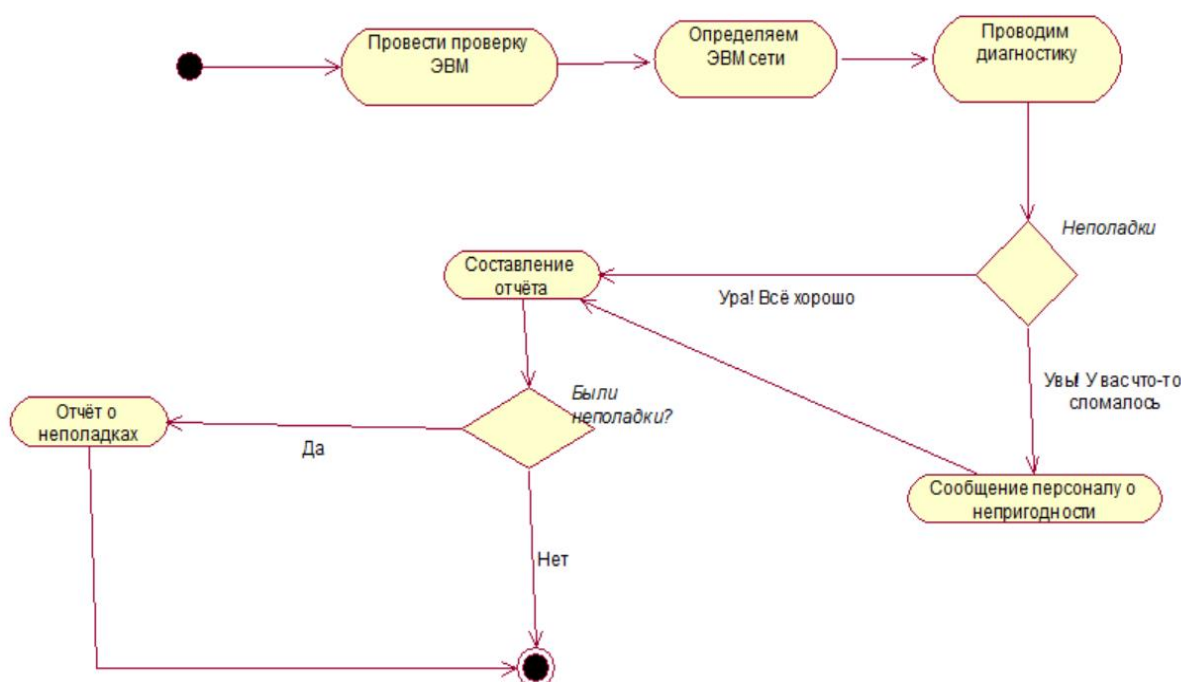 Провести проверку
ЭВМ
Определяем
ЭВМ сети
Проводим
диагностику
Неполадки
Составление
отчёта
Ура! Всё хорошо
Увы! У вас что-то
сломалось
Были
неполадки?
Отчёт о
неполадках
Да
Сообщение персоналу о
непригодности
Нет